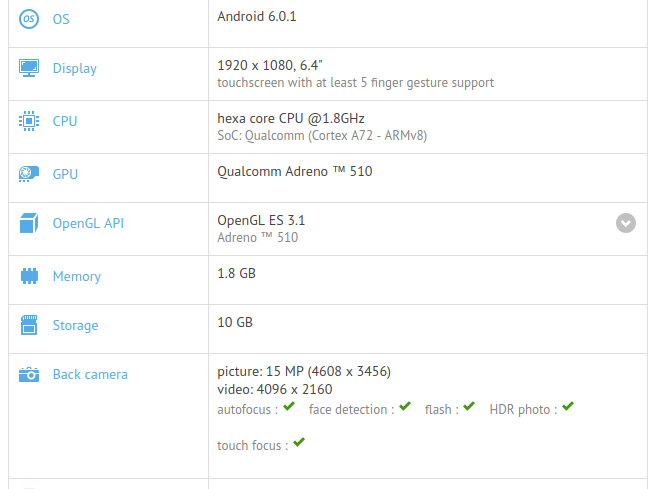 OS
Android 6.0.1
Display
1920 x 1080, 6.4"
touchscreen with at least 5 finger gesture support
CPU
hexa core CPU @1.8GHz
SoC: Qualcomm (Cortex A72 - ARMv8)
GPU
Qualcomm Adreno ™ 510
OpenGL API
OpenGL ES 3.1
Adreno ™ 510
Memory
1.8 GB
Storage
10 GB
Back camera
picture: 15 MP (4608 x 3456)
video: 4096 x 2160
autofocus : face detection : flash : HDR photo :
touch focus :